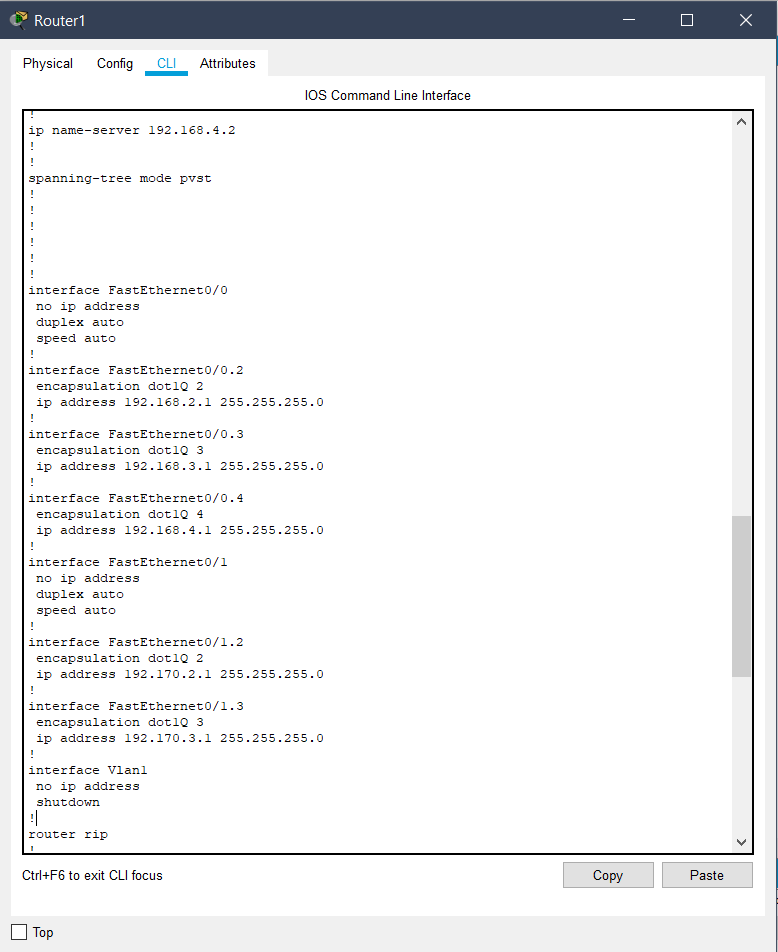 Router1
Physical Config CLI Attributes
IOS Command Line Interface
!
ip name-server 192.168.4.2
!
!
spanning-tree mode pvst
!
!
!
!
!
!
interface FastEthernet0/0
 no ip address
 duplex auto
 speed auto
!
interface FastEthernet0/0.2
 encapsulation dot1Q 2
 ip address 192.168.2.1 255.255.255.0
!
interface FastEthernet0/0.3
 encapsulation dot1Q 3
 ip address 192.168.3.1 255.255.255.0
!
interface FastEthernet0/0.4
 encapsulation dot1Q 4
 ip address 192.168.4.1 255.255.255.0
!
interface FastEthernet0/1
 no ip address
 duplex auto
 speed auto
!
interface FastEthernet0/1.2
 encapsulation dot1Q 2
 ip address 192.170.2.1 255.255.255.0
!
interface FastEthernet0/1.3
 encapsulation dot1Q 3
 ip address 192.170.3.1 255.255.255.0
!
interface Vlan1
 no ip address
 shutdown
!
router rip
!
Ctrl+F6 to exit CLI focus Copy Paste
Top